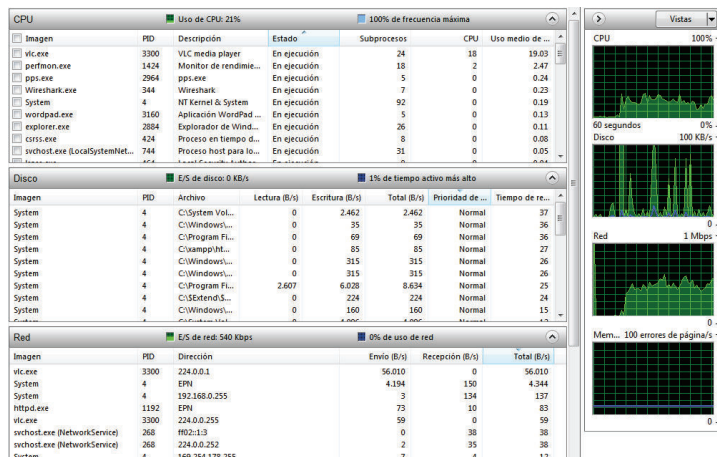 CPU Uso de CPU: 21% 100% de frecuencia máxima
Imagen PID Descripción Estado Subprocesos CPU Uso medio de ...
vlc.exe 3300 VLC media player En ejecución 24 18 19.03
perfmon.exe 1424 Monitor de rendimie... En ejecución 18 2 2.47
pps.exe 2964 pps.exe En ejecución 5 0 0.24
Wireshark.exe 344 Wireshark En ejecución 7 0 0.23
System 4 NT Kernel & System En ejecución 92 0 0.19
wordpad.exe 3160 Aplicación WordPad ... En ejecución 5 0 0.13
explorer.exe 2884 Explorador de Wind... En ejecución 26 0 0.11
csrss.exe 424 Proceso en tiempo d... En ejecución 8 0 0.08
svchost.exe (LocalSystemNet... 744 Proceso host para lo... En ejecución 31 0 0.05
Disco E/S de disco: 0 KB/s 1% de tiempo activo más alto
Imagen PID Archivo Lectura (B/s) Escritura (B/s) Total (B/s) Prioridad de ... Tiempo de re...
System 4 C:\System Vol... 0 2.462 2.462 Normal 37
System 4 C:\Windows\... 0 35 35 Normal 36
System 4 C:\Program Fi... 0 69 69 Normal 36
System 4 C:\xampp\ht... 0 85 85 Normal 27
System 4 C:\Windows\... 0 315 315 Normal 26
System 4 C:\Windows\... 0 315 315 Normal 26
System 4 C:\Program Fi... 2.607 6.028 8.634 Normal 25
System 4 C:\$Extend\$... 0 224 224 Normal 24
System 4 C:\Windows\... 0 160 160 Normal 15
Red E/S de red: 540 Kbps 0% de uso de red
Imagen PID Dirección Envío (B/s) Recepción (B/s) Total (B/s)
vlc.exe 3300 224.0.0.1 56.010 0 56.010
System 4 EPN 4.194 150 4.344
System 4 192.168.0.255 3 134 137
httpd.exe 1192 EPN 73 10 83
vlc.exe 3300 224.0.0.255 59 0 59
svchost.exe (NetworkService) 268 ff02::1:3 0 38 38
svchost.exe (NetworkService) 268 224.0.0.252 2 35 38
System 4 169.254.178.255 7 4 12
Vistas
CPU 100%
60 segundos 0%
Disco 100 KB/s
0
Red 1 Mbps
0
Mem... 100 errores de página/s
0